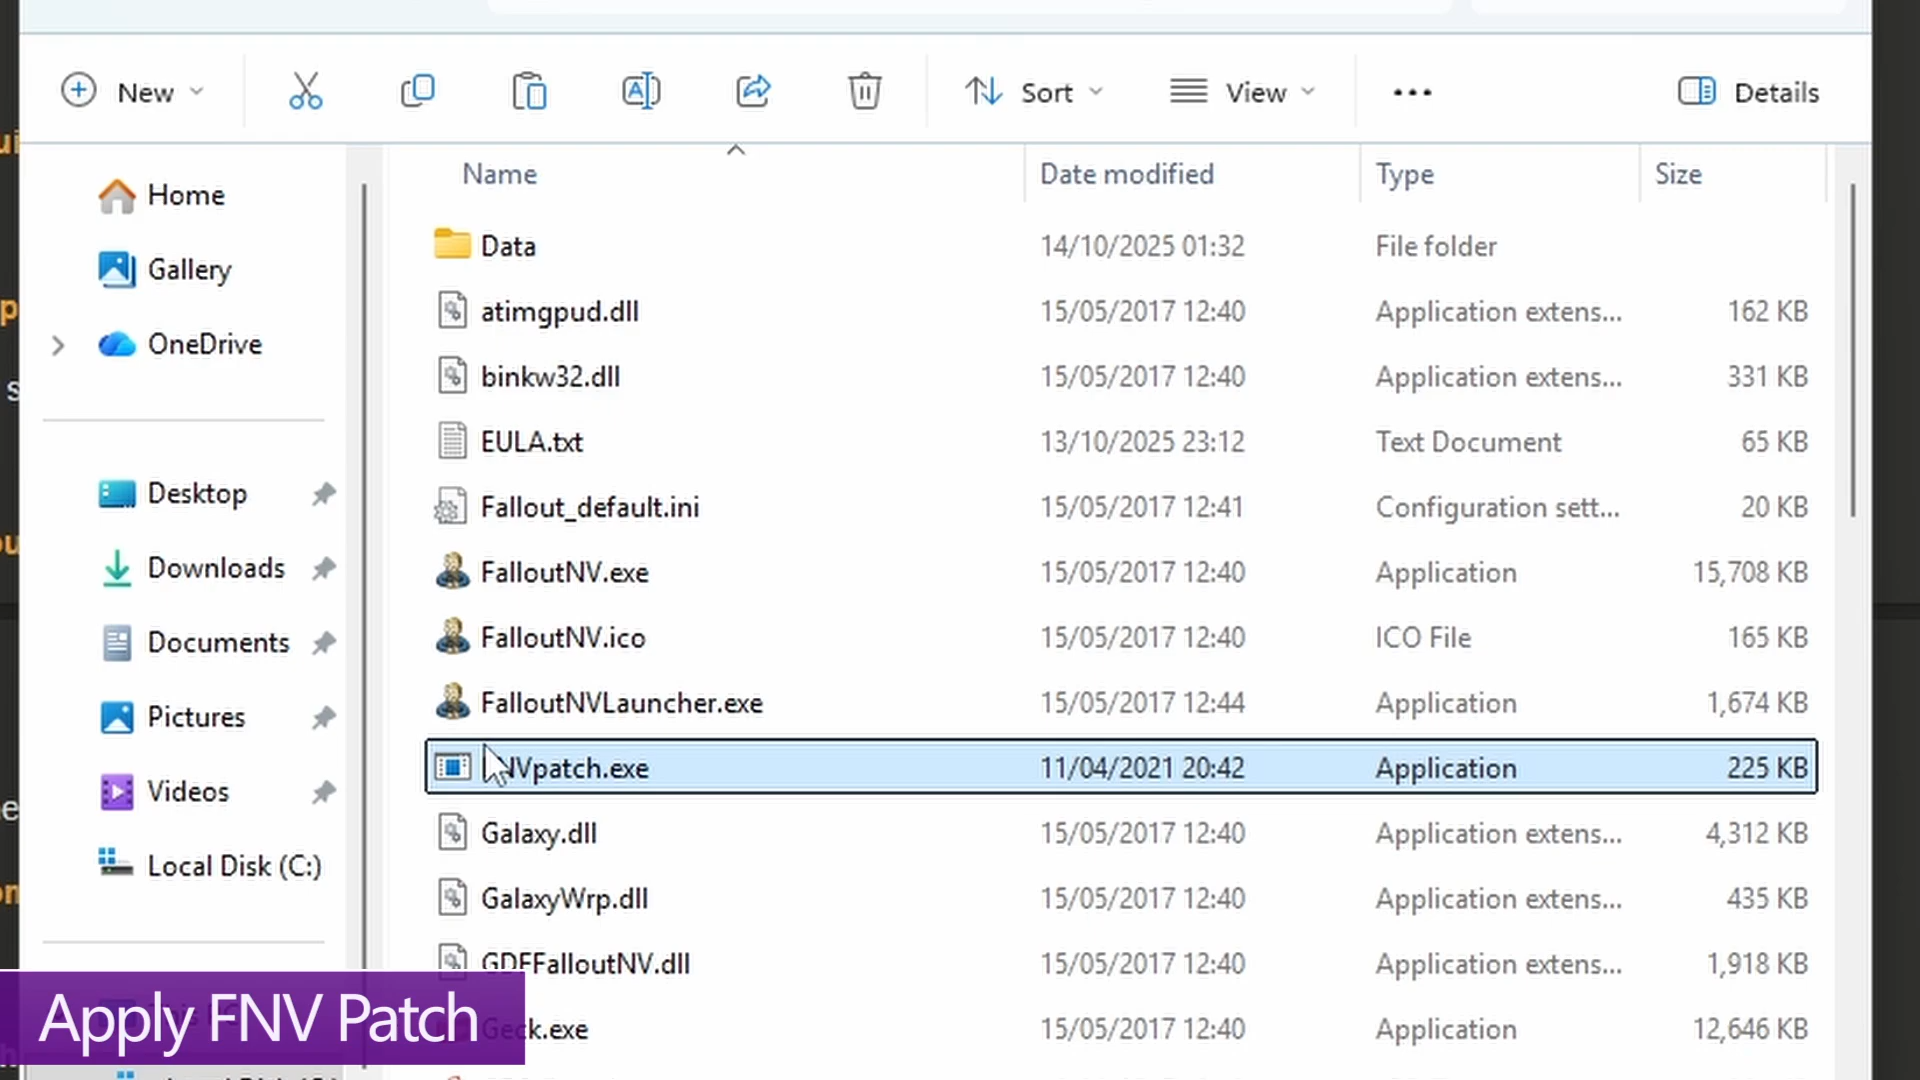 New
Sort
View
Details
Name
Date modified
Type
Size
Home
Gallery
OneDrive
Desktop
Downloads
Documents
Pictures
Videos
Local Disk (C:)
Data 14/10/2025 01:32 File folder
atimgpud.dll 15/05/2017 12:40 Application extens... 162 KB
binkw32.dll 15/05/2017 12:40 Application extens... 331 KB
EULA.txt 13/10/2025 23:12 Text Document 65 KB
Fallout_default.ini 15/05/2017 12:41 Configuration sett... 20 KB
FalloutNV.exe 15/05/2017 12:40 Application 15,708 KB
FalloutNV.ico 15/05/2017 12:40 ICO File 165 KB
FalloutNVLauncher.exe 15/05/2017 12:44 Application 1,674 KB
NVpatch.exe 11/04/2021 20:42 Application 225 KB
Galaxy.dll 15/05/2017 12:40 Application extens... 4,312 KB
GalaxyWrp.dll 15/05/2017 12:40 Application extens... 435 KB
GDFFalloutNV.dll 15/05/2017 12:40 Application extens... 1,918 KB
Geck.exe 15/05/2017 12:40 Application 12,646 KB
Apply FNV Patch